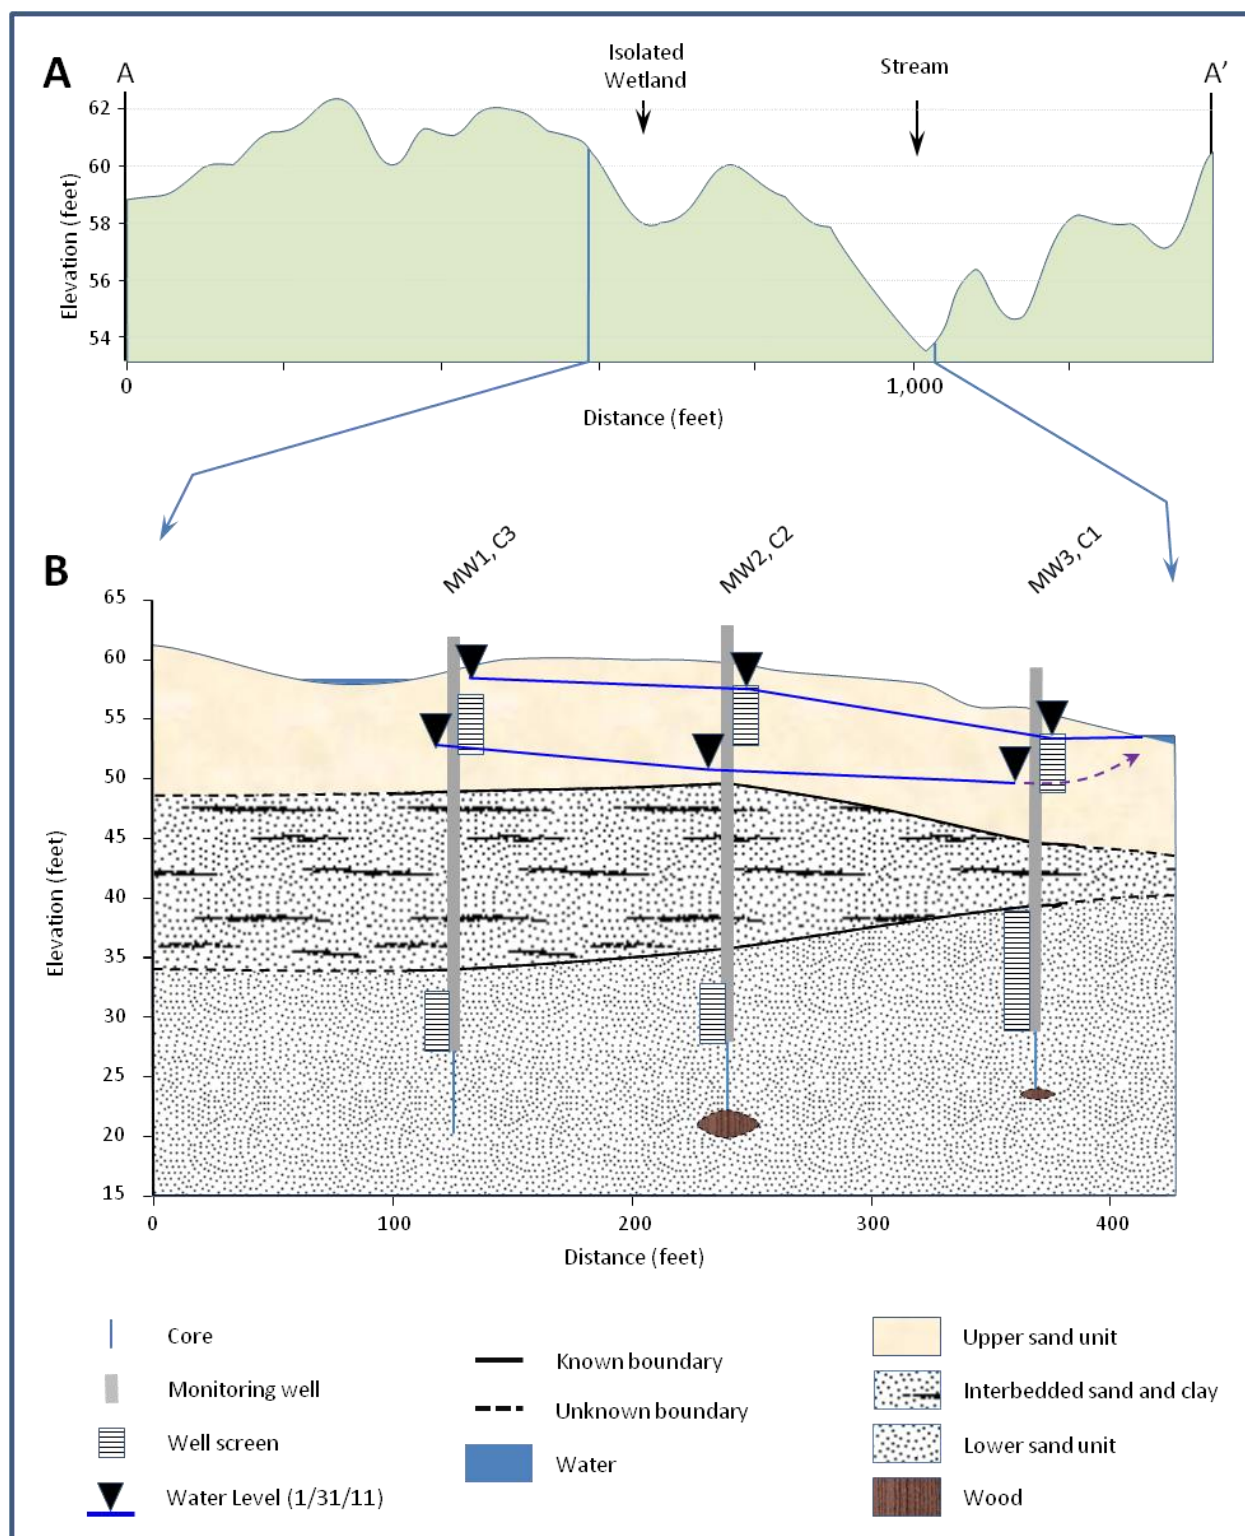 A
A
Isolated
Wetland
Stream
A’
62
60
58
56
54
Elevation (feet)
0
1,000
Distance (feet)
B
MW1, C3
MW2, C2
MW3, C1
65
60
55
50
45
40
35
30
25
20
15
Elevation (feet)
0
100
200
300
400
Distance (feet)
Core
Monitoring well
Well screen
Water Level (1/31/11)
Known boundary
Unknown boundary
Water
Upper sand unit
Interbedded sand and clay
Lower sand unit
Wood